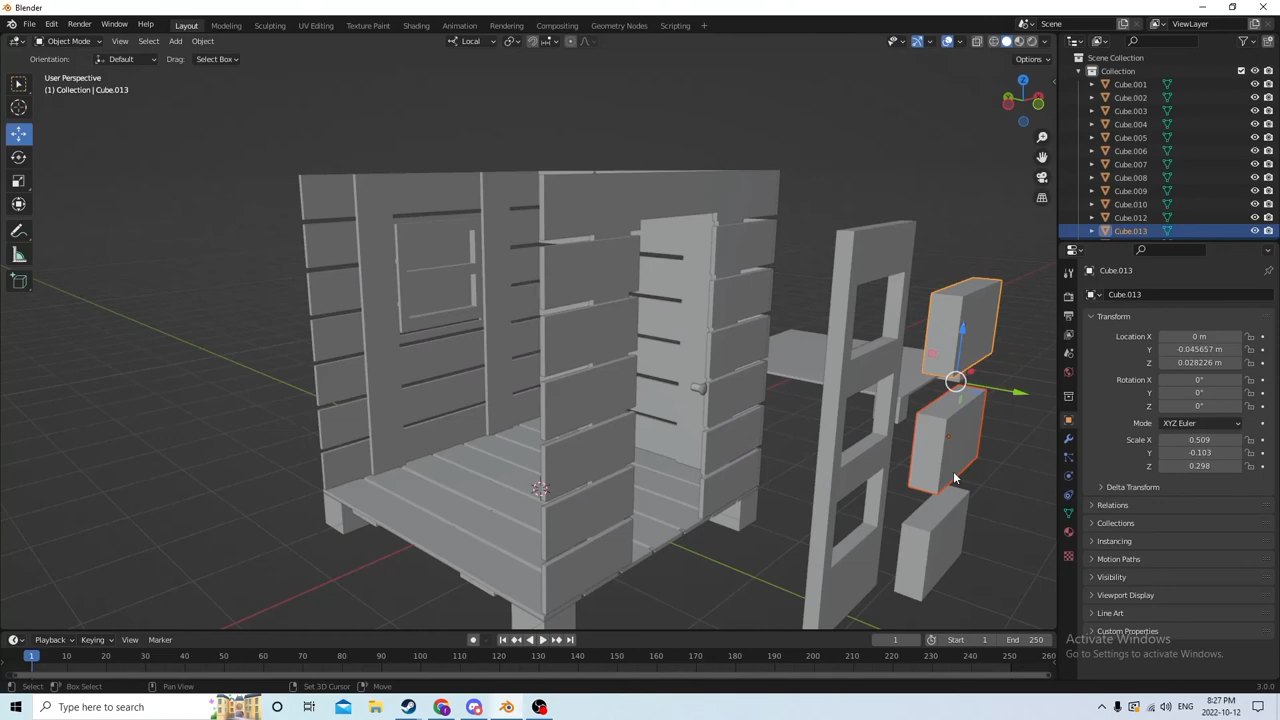 Blender
File Edit Render Window Help Layout Modeling Sculpting UV Editing Texture Paint Shading Animation Rendering Compositing Geometry Nodes Scripting + Scene ViewLayer
Object Mode View Select Add Object Local
Orientation: Default Drag: Select Box Options
User Perspective
(1) Collection | Cube.013
X
Y
Z
Scene Collection
Collection
Cube.001
Cube.002
Cube.003
Cube.004
Cube.005
Cube.006
Cube.007
Cube.008
Cube.009
Cube.010
Cube.012
Cube.013
Cube.013
Cube.013
Transform
Location X 0 m
Y -0.045657 m
Z 0.028226 m
Rotation X 0°
Y 0°
Z 0°
Mode XYZ Euler
Scale X 0.509
Y -0.103
Z 0.298
Delta Transform
Relations
Collections
Instancing
Motion Paths
Visibility
Viewport Display
Line Art
Custom Properties
Activate Windows
Go to Settings to activate Windows.
Playback Keying View Marker 1 Start 1 End 250
1 10 20 30 40 50 60 70 80 90 100 110 120 130 140 150 160 170 180 190 200 210 220 230 240 250 260
Select Box Select Pan View Set 3D Cursor Move 3.0.0
Type here to search ENG 8:27 PM
2022-10-12